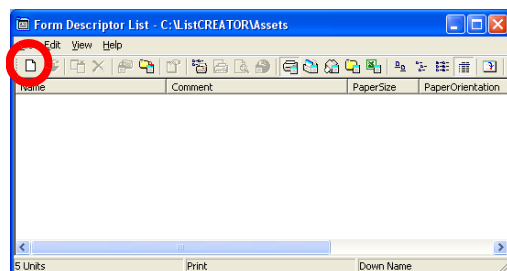 Form Descriptor List - C:\ListCREATOR\Assets
Edit View Help
Name Comment PaperSize PaperOrientation
5 Units Print Down Name